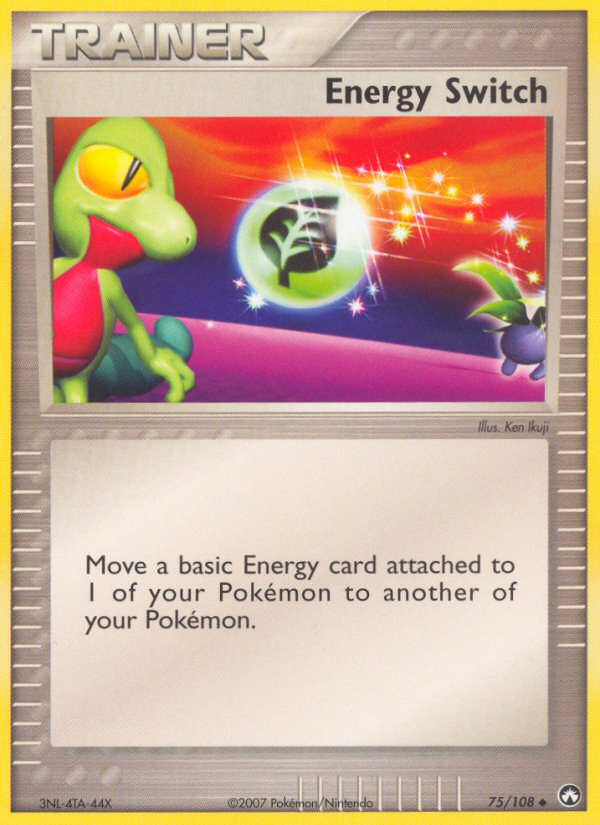 TRAINER
Energy Switch
Illus. Ken Ikuji
Move a basic Energy card attached to
1 of your Pokémon to another of
your Pokémon.
3NL-4TA-44X
©2007 Pokémon/Nintendo
75/108